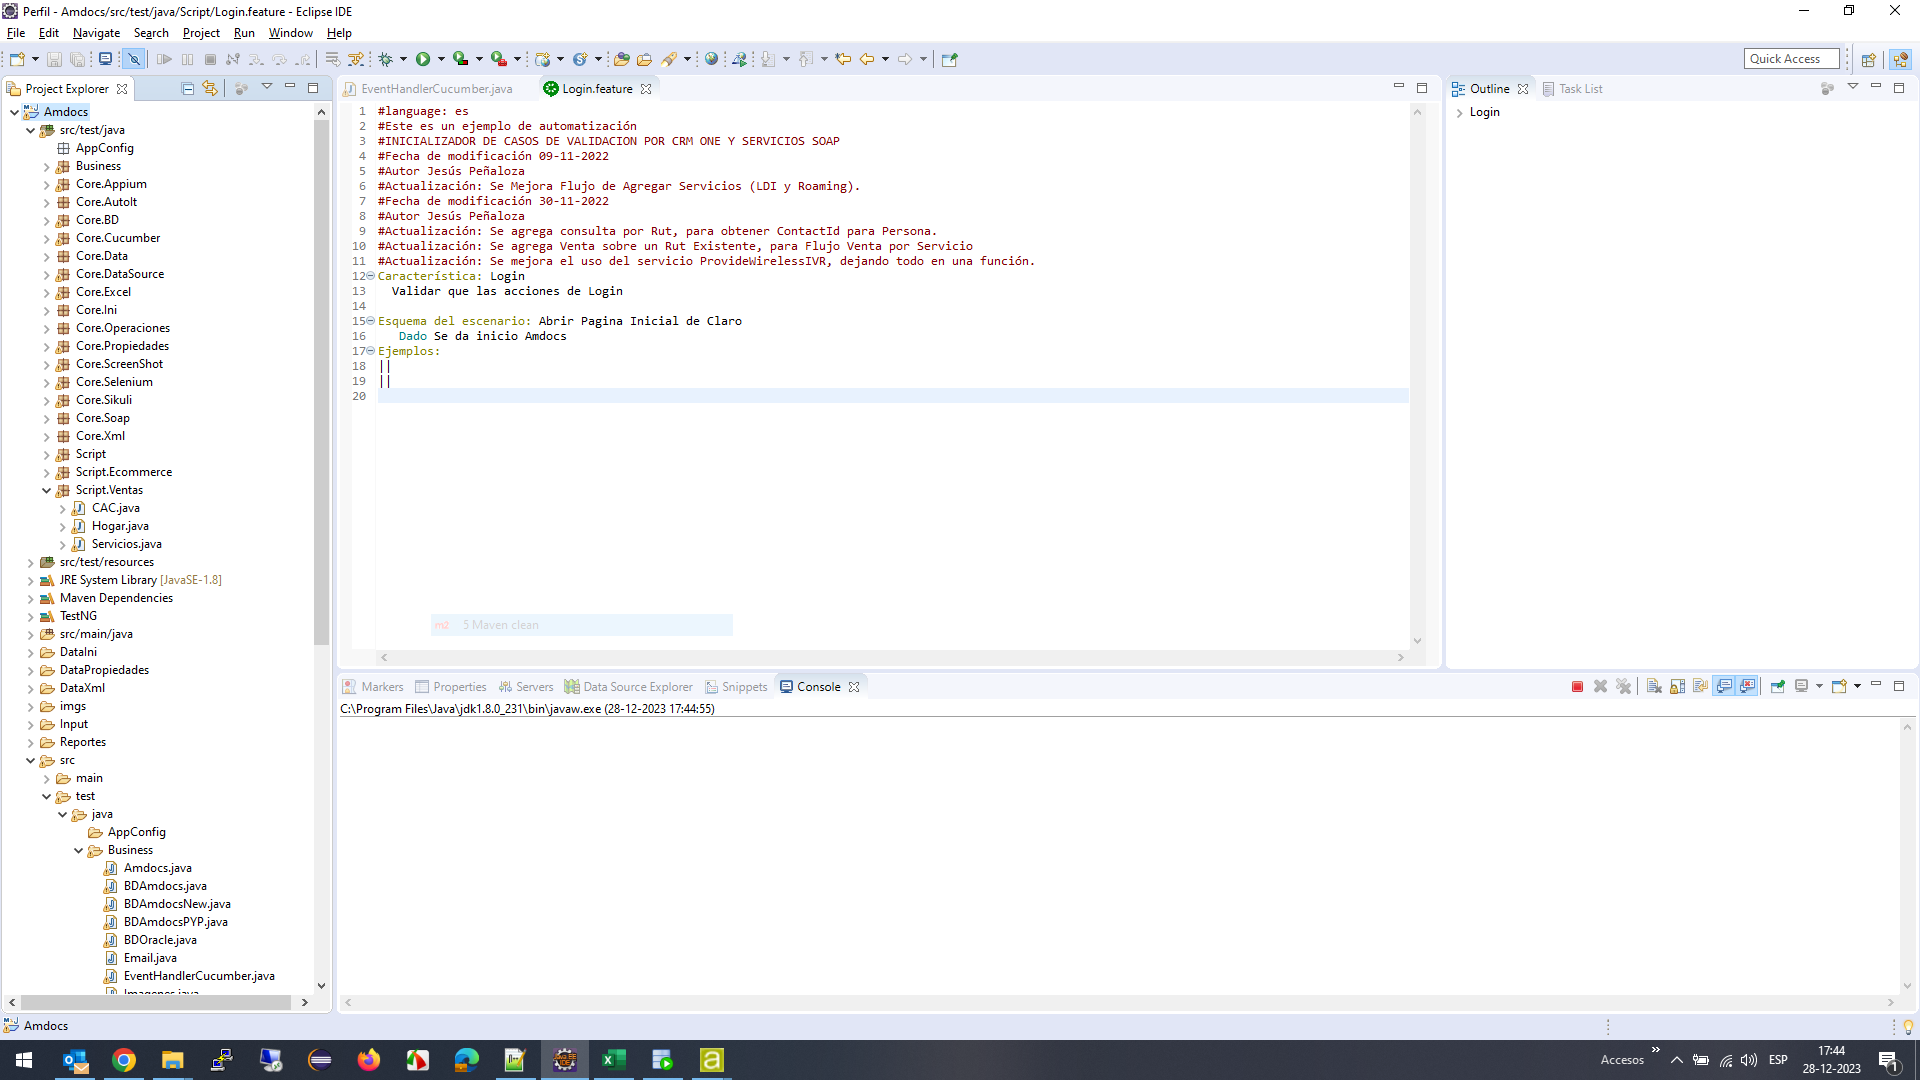 Perfil - Amdocs/src/test/java/Script/Login.feature - Eclipse IDE
File Edit Navigate Search Project Run Window Help
Quick Access
Project Explorer
Amdocs
src/test/java
AppConfig
Business
Core.Appium
Core.AutoIt
Core.BD
Core.Cucumber
Core.Data
Core.DataSource
Core.Excel
Core.Ini
Core.Operaciones
Core.Propiedades
Core.ScreenShot
Core.Selenium
Core.Sikuli
Core.Soap
Core.Xml
Script
Script.Ecommerce
Script.Ventas
CAC.java
Hogar.java
Servicios.java
src/test/resources
JRE System Library [JavaSE-1.8]
Maven Dependencies
TestNG
src/main/java
DataIni
DataPropiedades
DataXml
imgs
Input
Reportes
src
main
test
java
AppConfig
Business
Amdocs.java
BDAmdocs.java
BDAmdocsNew.java
BDAmdocsPYP.java
BDOracle.java
Email.java
EventHandlerCucumber.java
Imagenes.java
EventHandlerCucumber.java Login.feature
1 #language: es
2 #Este es un ejemplo de automatización
3 #INICIALIZADOR DE CASOS DE VALIDACION POR CRM ONE Y SERVICIOS SOAP
4 #Fecha de modificación 09-11-2022
5 #Autor Jesús Peñaloza
6 #Actualización: Se Mejora Flujo de Agregar Servicios (LDI y Roaming).
7 #Fecha de modificación 30-11-2022
8 #Autor Jesús Peñaloza
9 #Actualización: Se agrega consulta por Rut, para obtener ContactId para Persona.
10 #Actualización: Se agrega Venta sobre un Rut Existente, para Flujo Venta por Servicio
11 #Actualización: Se mejora el uso del servicio ProvideWirelessIVR, dejando todo en una función.
12 Característica: Login
13 Validar que las acciones de Login
14
15 Esquema del escenario: Abrir Pagina Inicial de Claro
16 Dado Se da inicio Amdocs
17 Ejemplos:
18 ||
19 ||
20
m2 5 Maven clean
Outline Task List
Login
Markers Properties Servers Data Source Explorer Snippets Console
C:\Program Files\Java\jdk1.8.0_231\bin\javaw.exe (28-12-2023 17:44:55)
Amdocs
Accesos » ESP 17:44
28-12-2023
1